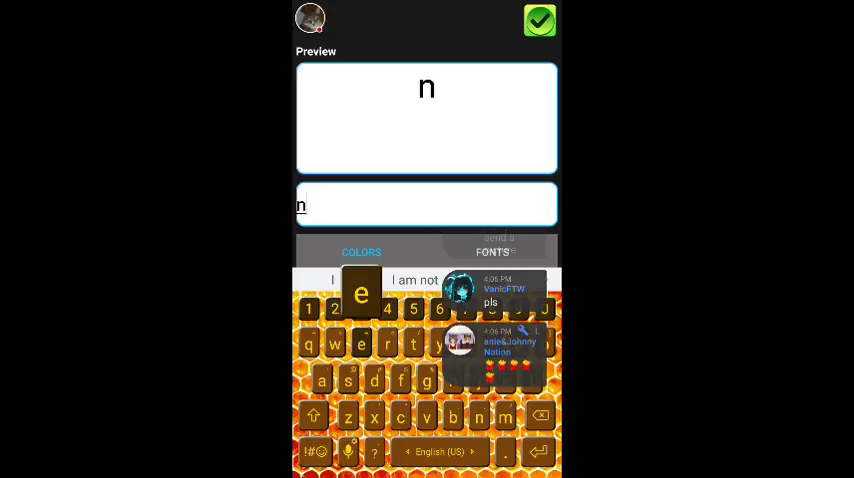 Preview
n
n
send a
COLORS FONTS
I I am not
e
4:06 PM
VanicFTW
pls
4:06 PM L
anie&Johnny
Nation
1 2 4 5 6
q w e r t y
a s d f g
z x c v b n m
!#☺ ? English (US) .